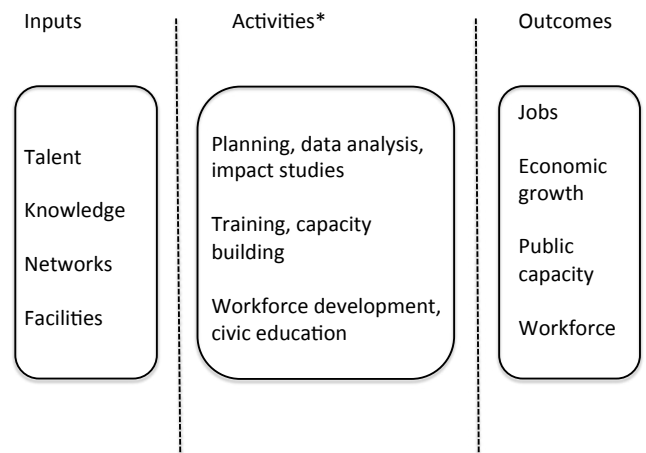 Inputs
Activities*
Outcomes
Talent
Knowledge
Networks
Facilities
Planning, data analysis,
impact studies
Training, capacity
building
Workforce development,
civic education
Jobs
Economic
growth
Public
capacity
Workforce